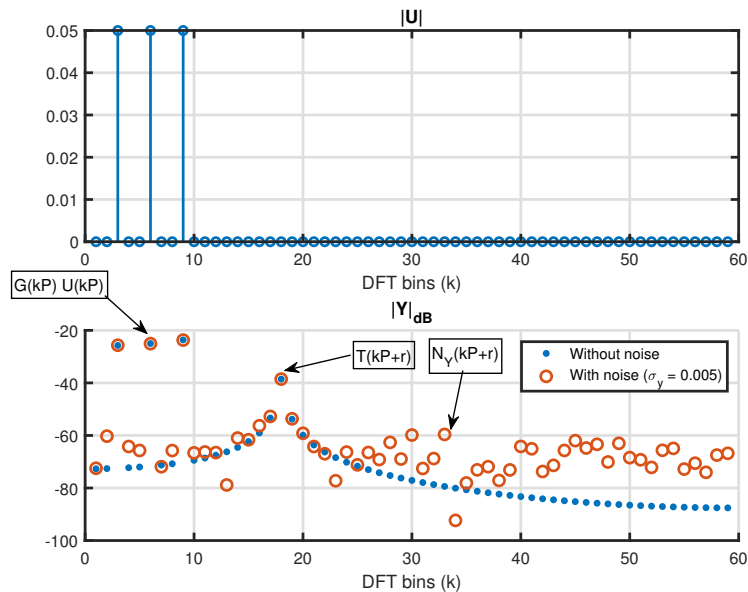 |U|
0.05
0.04
0.03
0.02
0.01
0
0 10 20 30 40 50 60
DFT bins (k)
G(kP) U(kP)
|Y|dB
-20
-40
-60
-80
-100
T(kP+r)
N_Y(kP+r)
Without noise
With noise (σ_y = 0.005)
0 10 20 30 40 50 60
DFT bins (k)